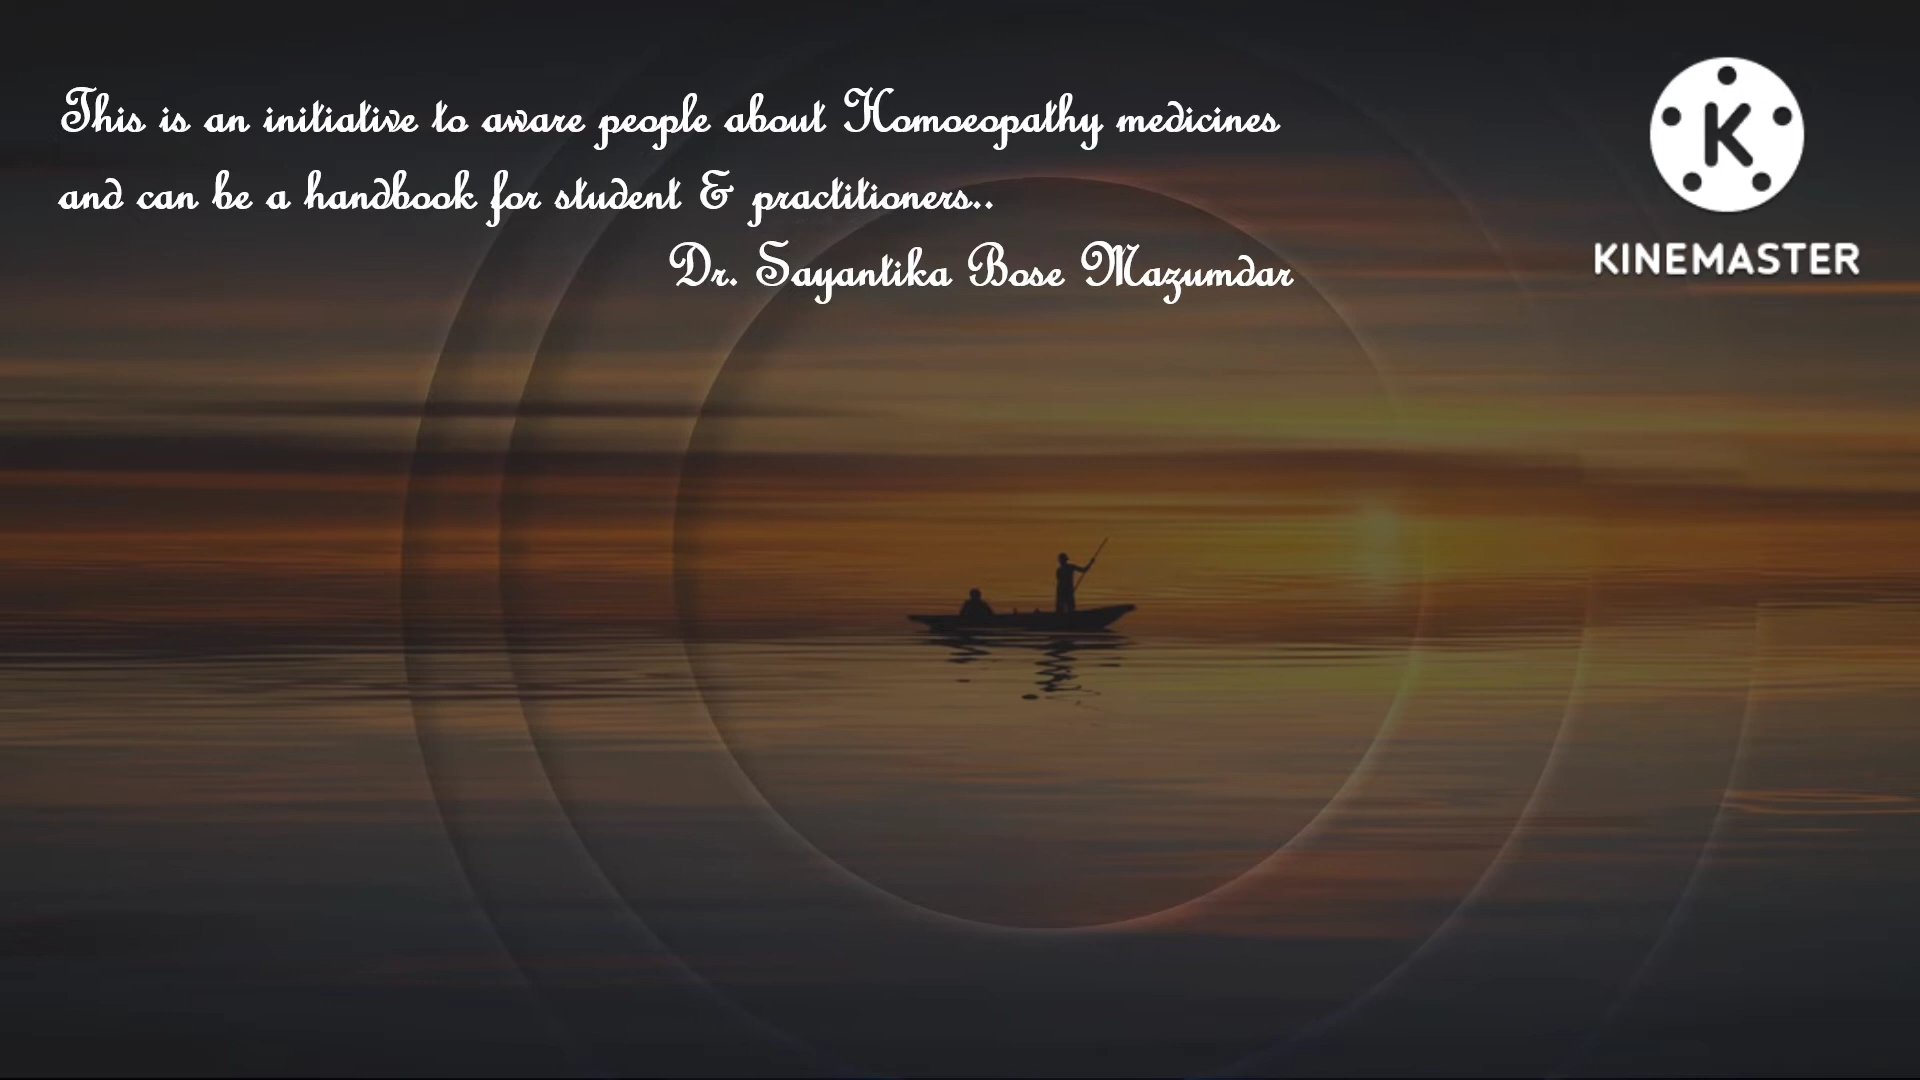 This is an initiative to aware people about Homoeopathy medicines
and can be a handbook for student & practitioners..
Dr. Sayantika Bose Mazumdar
K
KINEMASTER